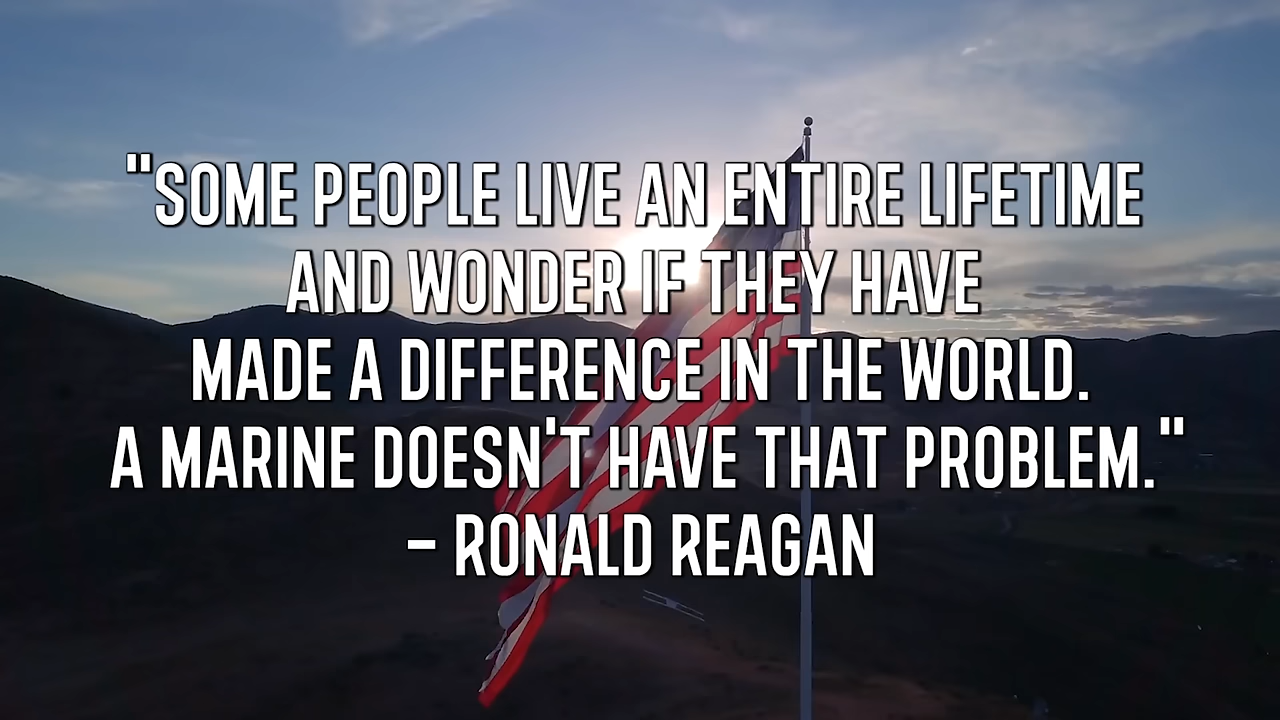 "SOME PEOPLE LIVE AN ENTIRE LIFETIME
AND WONDER IF THEY HAVE
MADE A DIFFERENCE IN THE WORLD.
A MARINE DOESN'T HAVE THAT PROBLEM."
- RONALD REAGAN